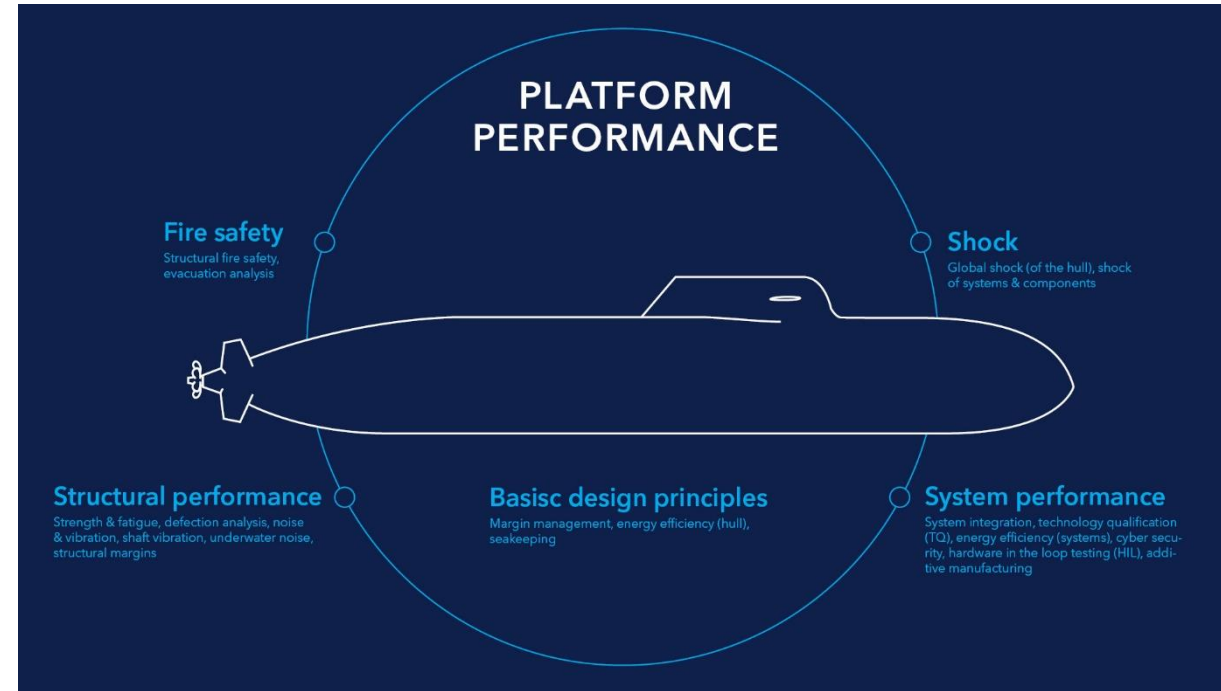 PLATFORM
PERFORMANCE
Fire safety
Structural fire safety,
evacuation analysis
Shock
Global shock (of the hull), shock
of systems & components
Structural performance
Strength & fatigue, defection analysis, noise
& vibration, shaft vibration, underwater noise,
structural margins
Basisc design principles
Margin management, energy efficiency (hull),
seakeeping
System performance
System integration, technology qualification
(TQ), energy efficiency (systems), cyber secu-
rity, hardware in the loop testing (HIL), addi-
tive manufacturing